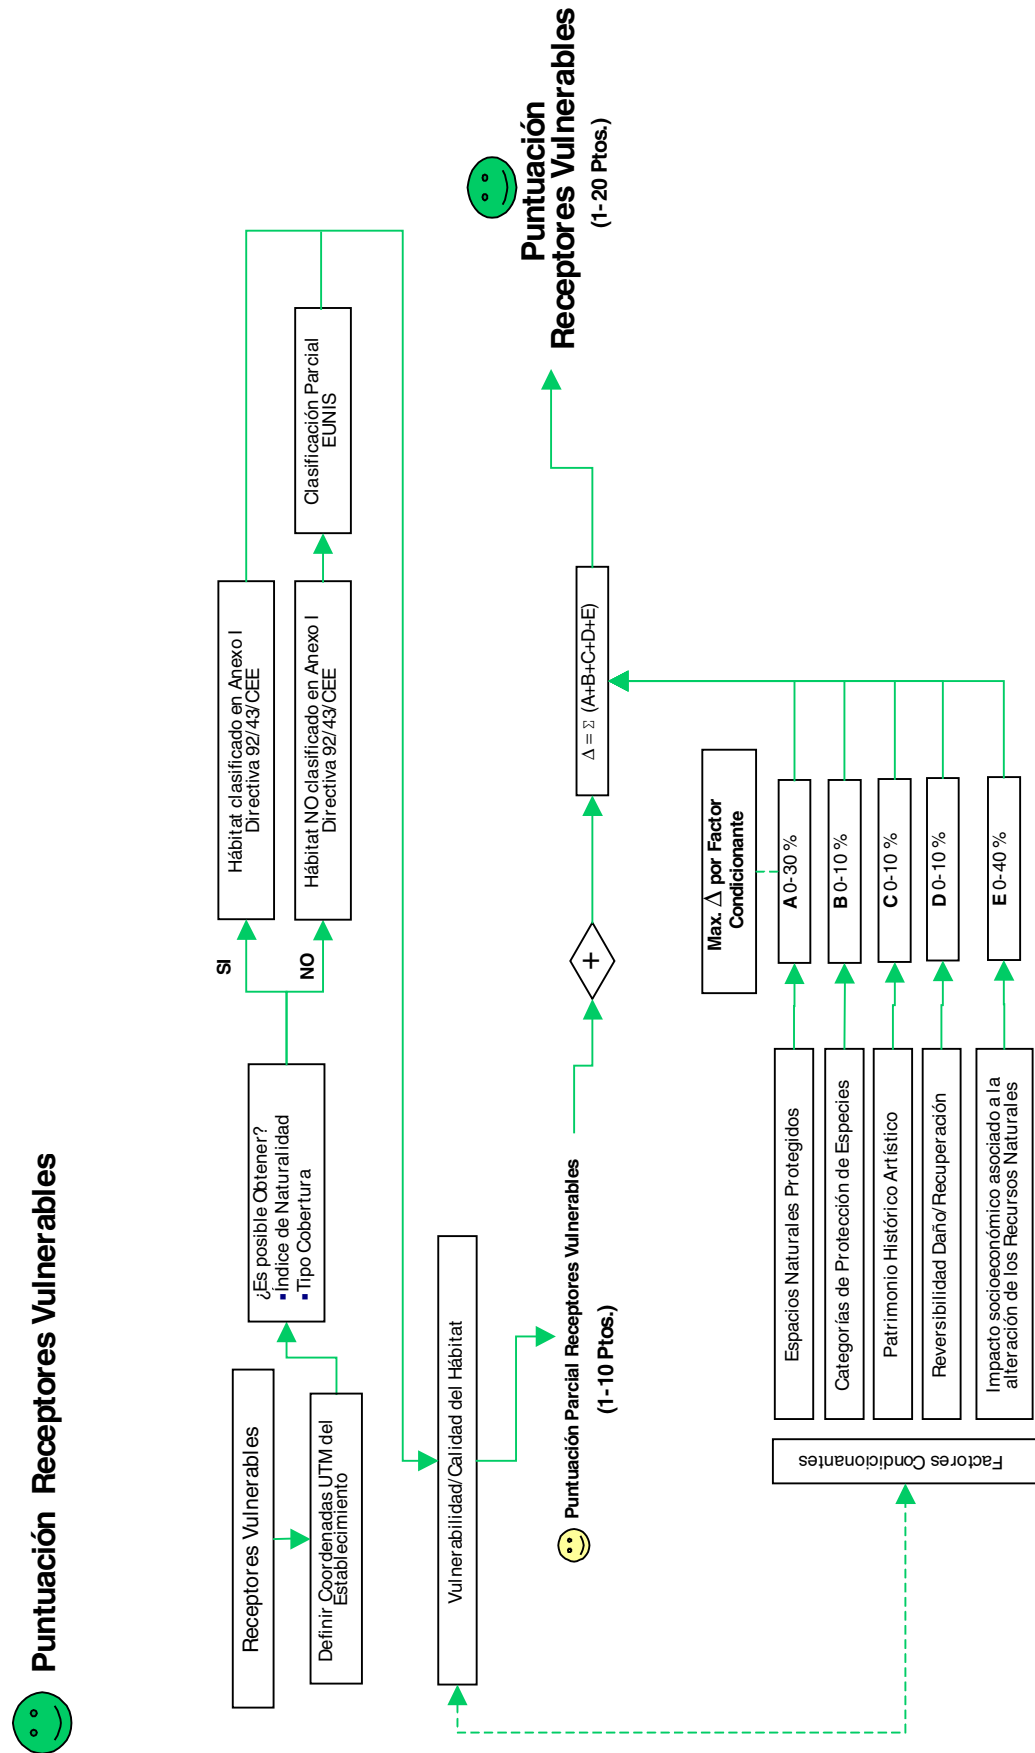 Puntuación Receptores Vulnerables
Receptores Vulnerables
Definir Coordenadas UTM del
Establecimiento
¿Es posible Obtener?
Índice de Naturalidad
Tipo Cobertura
SI
NO
Hábitat clasificado en Anexo I
Directiva 92/43/CEE
Hábitat NO clasificado en Anexo I
Directiva 92/43/CEE
Clasificación Parcial
EUNIS
Vulnerabilidad/Calidad del Hábitat
Puntuación Parcial Receptores Vulnerables
(1-10 Ptos.)
+
Δ = Σ (A+B+C+D+E)
Puntuación
Receptores Vulnerables
(1-20 Ptos.)
Max. Δ por Factor
Condicionante
Factores Condicionantes
Espacios Naturales Protegidos
A 0-30 %
Categorías de Protección de Especies
B 0-10 %
Patrimonio Histórico Artístico
C 0-10 %
Reversibilidad Daño/Recuperación
D 0-10 %
Impacto socioeconómico asociado a la
alteración de los Recursos Naturales
E 0-40 %